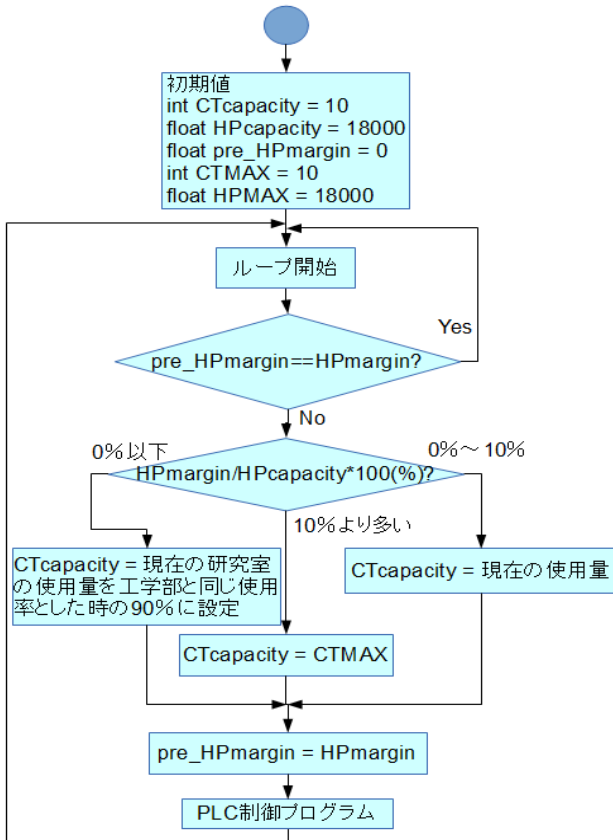 初期値
int CTcapacity = 10
float HPcapacity = 18000
float pre_HPmargin = 0
int CTMAX = 10
float HPMAX = 18000
ループ開始
Yes
pre_HPmargin==HPmargin?
No
0%以下
0%～10%
HPmargin/HPcapacity*100(%)?
10%より多い
CTcapacity = 現在の研究室
の使用量を工学部と同じ使用
率とした時の90%に設定
CTcapacity = 現在の使用量
CTcapacity = CTMAX
pre_HPmargin = HPmargin
PLC制御プログラム